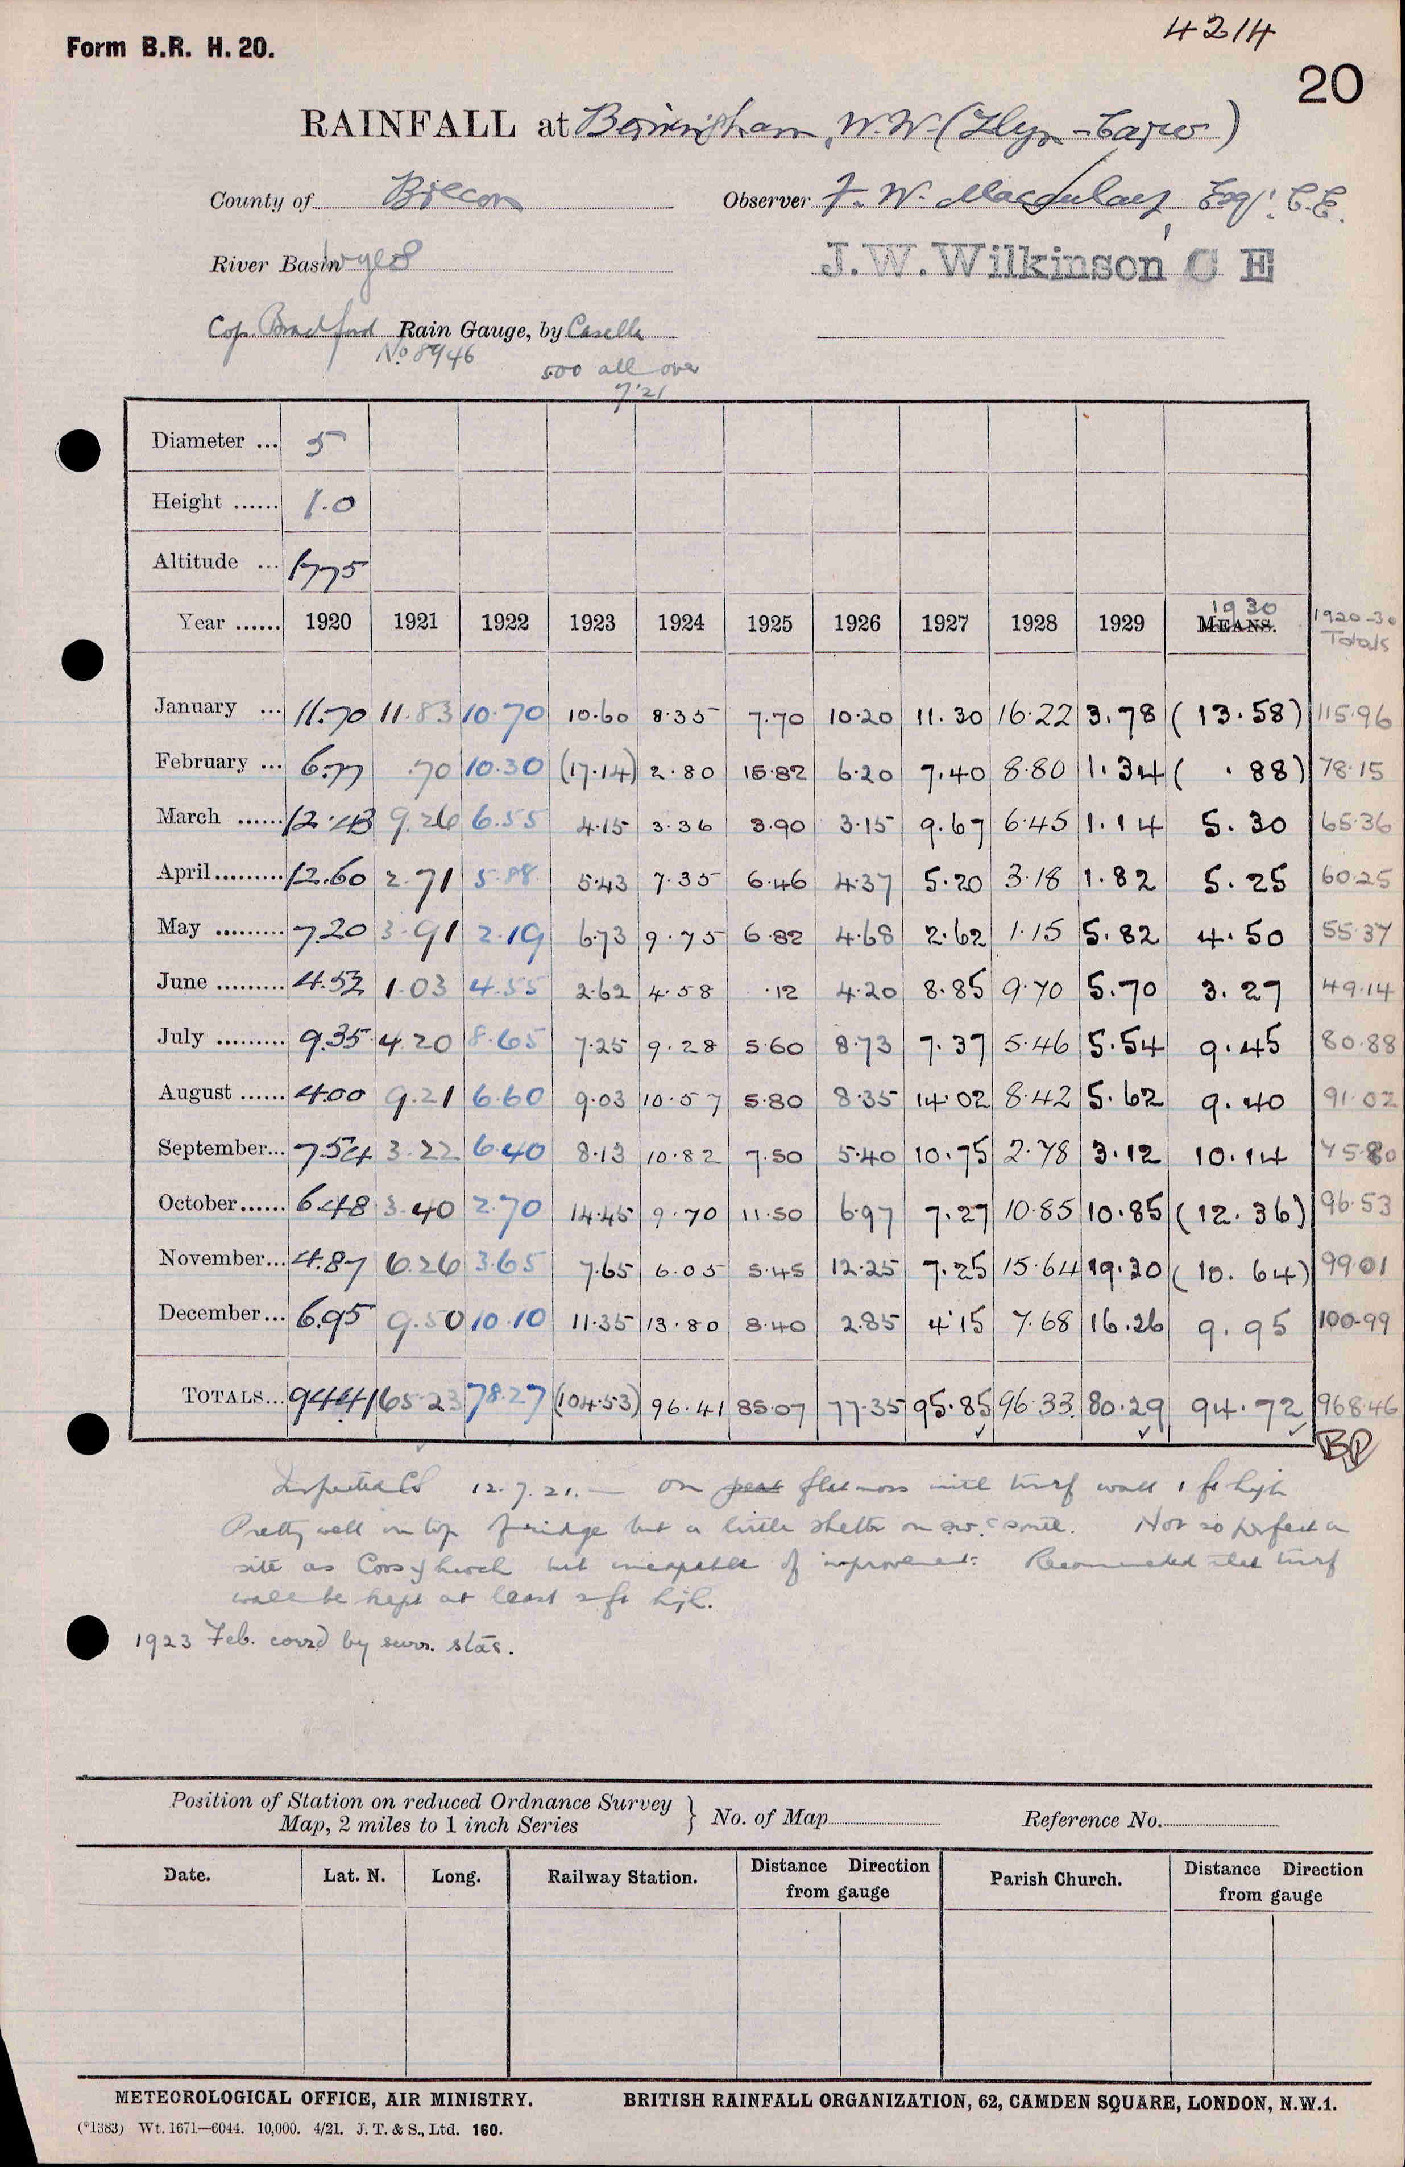 4214
Form B.R. H. 20.
20
RAINFALL at Birmingham, W.W. (Llyn-Carw)
County of Brecon Observer F. W. Macaulay, Esq. C.E.
River Basin Wye 8 J. W. Wilkinson C E
Cop. Bradford Rain Gauge, by Casella
No. 8946 500 all over
7'21
Diameter ... 5
Height ...... 1.0
Altitude ... 1775
Year ...... 1920 1921 1922 1923 1924 1925 1926 1927 1928 1929 MEANS. 1930 1920-30 Totals
January ... 11.70 11.83 10.70 10.60 8.35 7.70 10.20 11.30 16.22 3.78 (13.58) 115.96
February ... 6.77 .70 10.30 (17.14) 2.80 15.82 6.20 7.40 8.80 1.34 ( .88) 78.15
March ...... 12.43 9.26 6.55 4.15 3.36 3.90 3.15 9.67 6.45 1.14 5.30 65.36
April......... 12.60 2.71 5.88 5.43 7.35 6.46 4.37 5.20 3.18 1.82 5.25 60.25
May ......... 7.20 3.91 2.19 6.73 9.75 6.82 4.68 2.62 1.15 5.82 4.50 55.37
June ......... 4.52 1.03 4.55 2.62 4.58 .12 4.20 8.85 9.70 5.70 3.27 49.14
July ......... 9.35 4.20 8.65 7.25 9.28 5.60 8.73 7.37 5.46 5.54 9.45 80.88
August ...... 4.00 9.21 6.60 9.03 10.57 5.80 8.35 14.02 8.42 5.62 9.40 91.02
September... 7.54 3.22 6.40 8.13 10.82 7.50 5.40 10.75 2.78 3.12 10.14 75.80
October...... 6.48 3.40 2.70 14.45 9.70 11.50 6.97 7.27 10.85 10.85 (12.36) 96.53
November... 4.87 6.26 3.65 7.65 6.05 5.45 12.25 7.25 15.64 19.30 (10.64) 99.01
December... 6.95 9.50 10.10 11.35 13.80 8.40 2.85 4.15 7.68 16.26 9.95 100.99
TOTALS... 94.41 65.23 78.27 (104.53) 96.41 85.07 77.35 95.85 96.33 80.29 94.72 968.46
BP
Inspected 12.7.21. — On peat flat moss with turf wall 1 ft high
Pretty well on top of ridge but a little shelter on SW. & South. Not so perfect a
site as but incapable of improvement. Recommended that turf
wall be kept at least 2 ft high.
1923 Feb. corrd by surr. stas.
Position of Station on reduced Ordnance Survey
Map, 2 miles to 1 inch Series } No. of Map Reference No.
Date. Lat. N. Long. Railway Station. Distance Direction from gauge Parish Church. Distance Direction from gauge
METEOROLOGICAL OFFICE, AIR MINISTRY. BRITISH RAINFALL ORGANIZATION, 62, CAMDEN SQUARE, LONDON, N.W.1.
(*1383) Wt. 1671—6044. 10,000. 4/21. J. T. & S., Ltd. 160.